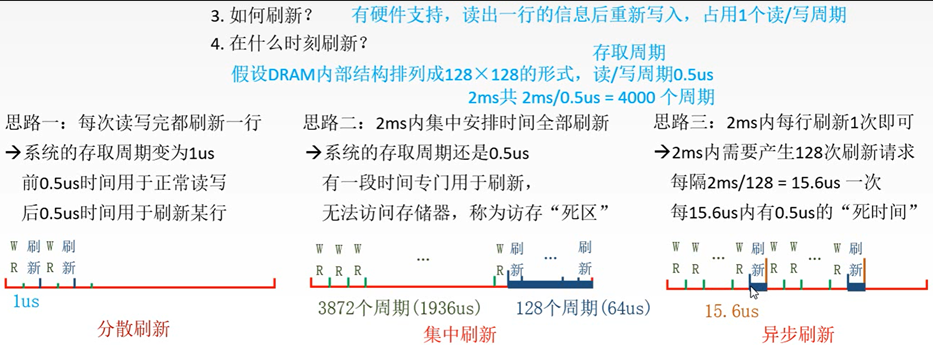 3. 如何刷新？ 有硬件支持，读出一行的信息后重新写入，占用1个读/写周期
4. 在什么时刻刷新？
存取周期
假设DRAM内部结构排列成128×128的形式，读/写周期0.5us
2ms共 2ms/0.5us = 4000 个周期
思路一：每次读写完都刷新一行
→系统的存取周期变为1us
前0.5us时间用于正常读写
后0.5us时间用于刷新某行
W R 刷新 W R 刷新
1us
分散刷新
思路二：2ms内集中安排时间全部刷新
→系统的存取周期还是0.5us
有一段时间专门用于刷新，
无法访问存储器，称为访存“死区”
W R W R W R … W R 刷新 … 刷新
3872个周期(1936us) 128个周期(64us)
集中刷新
思路三：2ms内每行刷新1次即可
→2ms内需要产生128次刷新请求
每隔2ms/128 = 15.6us 一次
每15.6us内有0.5us的“死时间”
W R W R … W R 刷新 W R W R … W R 刷新
15.6us
异步刷新